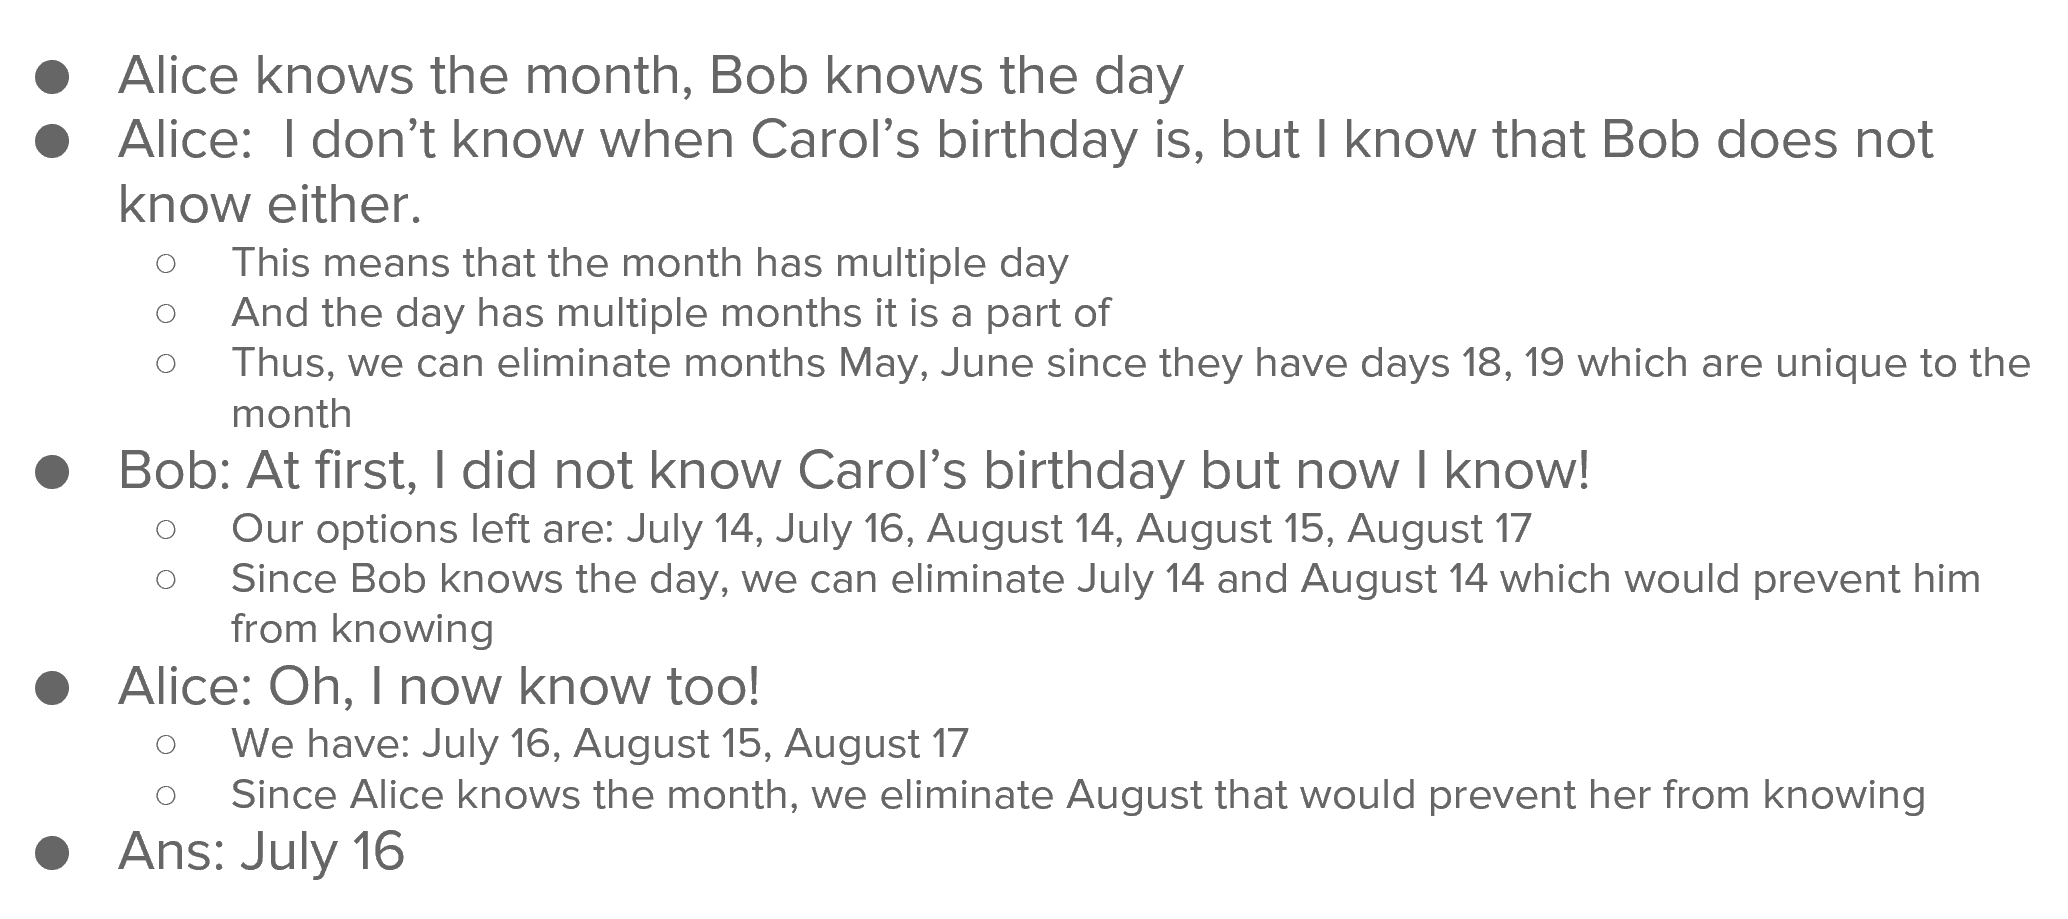 ● Alice knows the month, Bob knows the day
● Alice:  I don’t know when Carol’s birthday is, but I know that Bob does not
know either.
○ This means that the month has multiple day
○ And the day has multiple months it is a part of
○ Thus, we can eliminate months May, June since they have days 18, 19 which are unique to the
month
● Bob: At first, I did not know Carol’s birthday but now I know!
○ Our options left are: July 14, July 16, August 14, August 15, August 17
○ Since Bob knows the day, we can eliminate July 14 and August 14 which would prevent him
from knowing
● Alice: Oh, I now know too!
○ We have: July 16, August 15, August 17
○ Since Alice knows the month, we eliminate August that would prevent her from knowing
● Ans: July 16